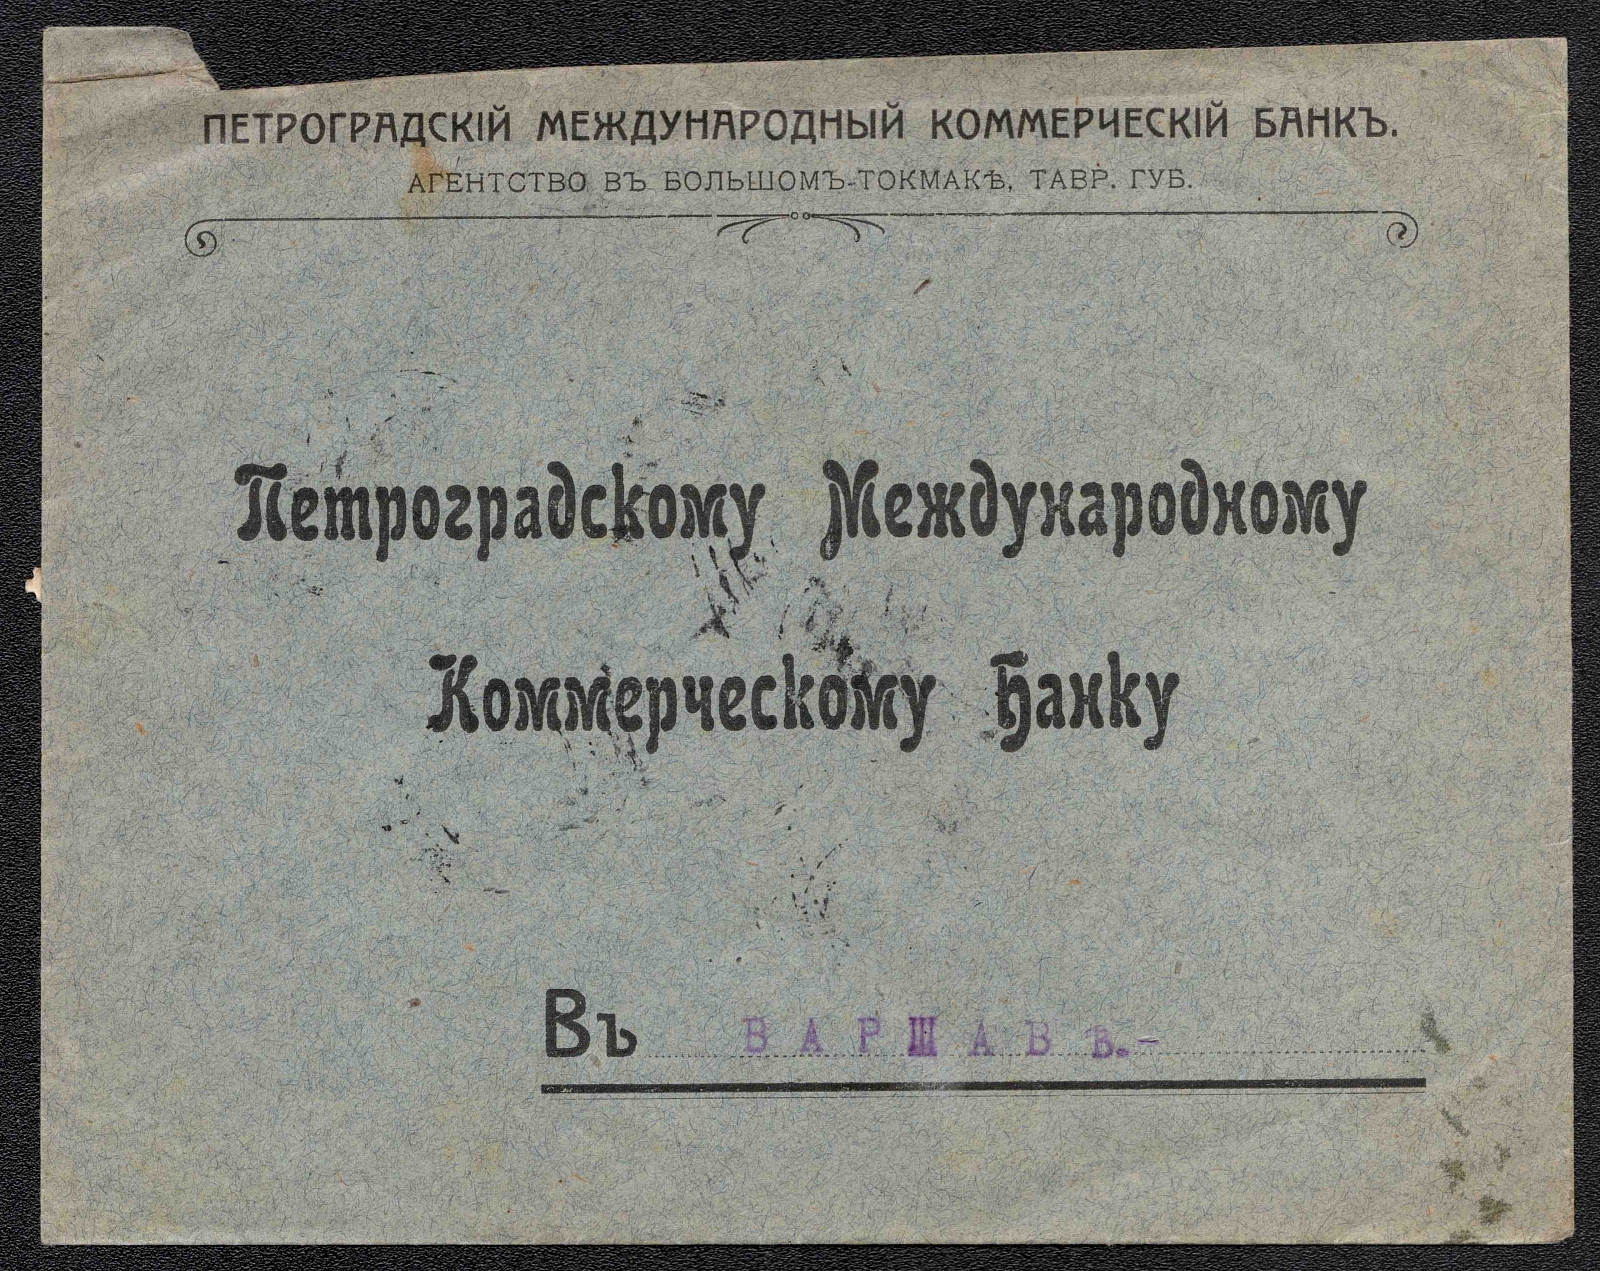 ПЕТРОГРАДСКІЙ МЕЖДУНАРОДНЫЙ КОММЕРЧЕСКІЙ БАНКЪ.
АГЕНТСТВО ВЪ БОЛЬШОМЪ-ТОКМАКѢ, ТАВР. ГУБ.
Петроградскому Международному
Коммерческому Банку
Въ ВАРШАВѢ.-